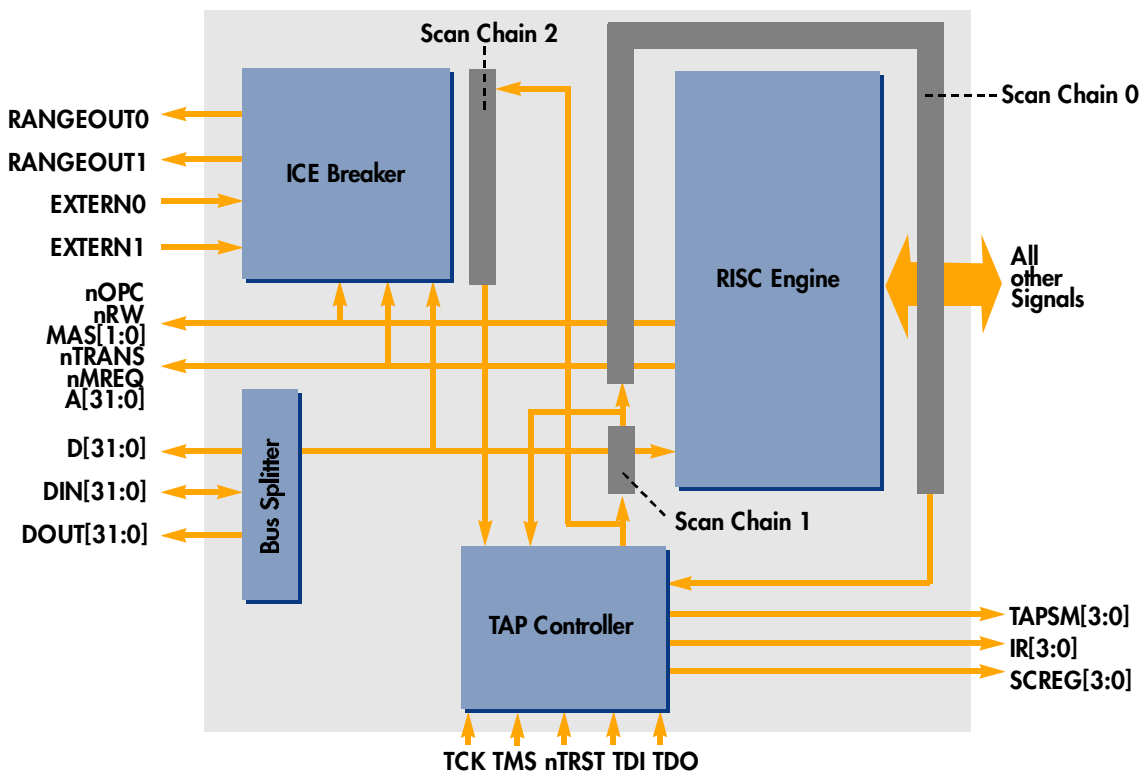 Scan Chain 2
Scan Chain 0
RANGEOUT0
RANGEOUT1
EXTERN0
EXTERN1
ICE Breaker
RISC Engine
All
other
Signals
nOPC
nRW
MAS[1:0]
nTRANS
nMREQ
A[31:0]
D[31:0]
DIN[31:0]
DOUT[31:0]
Bus Splitter
Scan Chain 1
TAP Controller
TAPSM[3:0]
IR[3:0]
SCREG[3:0]
TCK TMS nTRST TDI TDO